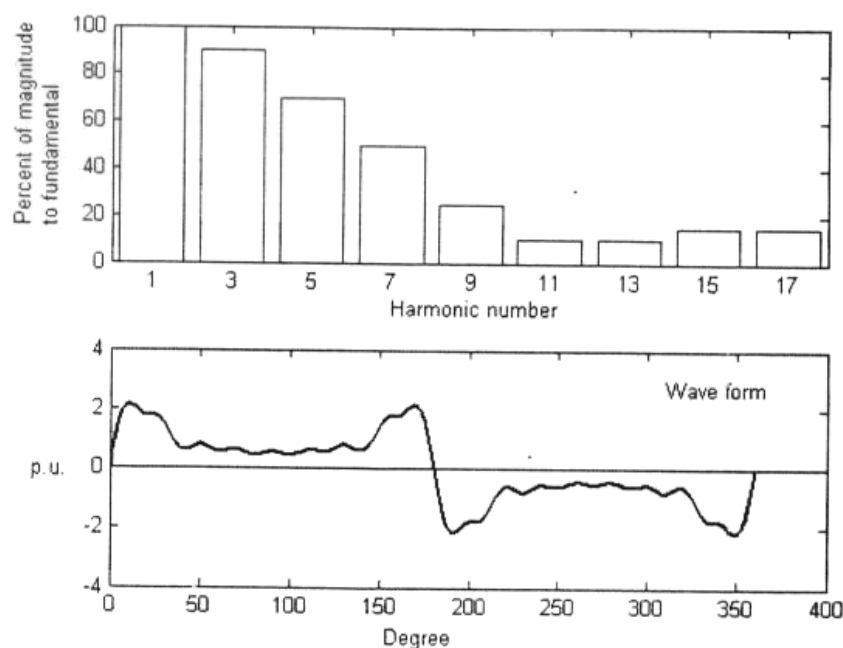 Percent of magnitude
to fundamental
100
80
60
40
20
0
1 3 5 7 9 11 13 15 17
Harmonic number
4
2
0
-2
-4
p.u.
Wave form
0 50 100 150 200 250 300 350 400
Degree